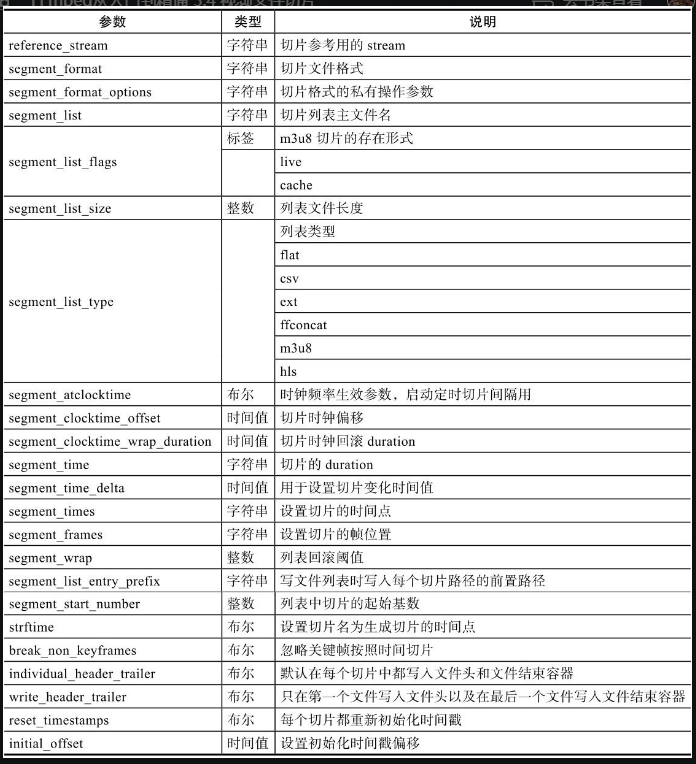 参数 类型 说明
reference_stream 字符串 切片参考用的 stream
segment_format 字符串 切片文件格式
segment_format_options 字符串 切片格式的私有操作参数
segment_list 字符串 切片列表主文件名
segment_list_flags 标签 m3u8 切片的存在形式
live
cache
segment_list_size 整数 列表文件长度
segment_list_type 列表类型
flat
csv
ext
ffconcat
m3u8
hls
segment_atclocktime 布尔 时钟频率生效参数，启动定时切片间隔用
segment_clocktime_offset 时间值 切片时钟偏移
segment_clocktime_wrap_duration 时间值 切片时钟回滚 duration
segment_time 字符串 切片的 duration
segment_time_delta 时间值 用于设置切片变化时间值
segment_times 字符串 设置切片的时间点
segment_frames 字符串 设置切片的帧位置
segment_wrap 整数 列表回滚阈值
segment_list_entry_prefix 字符串 写文件列表时写入每个切片路径的前置路径
segment_start_number 整数 列表中切片的起始基数
strftime 布尔 设置切片名为生成切片的时间点
break_non_keyframes 布尔 忽略关键帧按照时间切片
individual_header_trailer 布尔 默认在每个切片中都写入文件头和文件结束容器
write_header_trailer 布尔 只在第一个文件写入文件头以及在最后一个文件写入文件结束容器
reset_timestamps 布尔 每个切片都重新初始化时间戳
initial_offset 时间值 设置初始化时间戳偏移